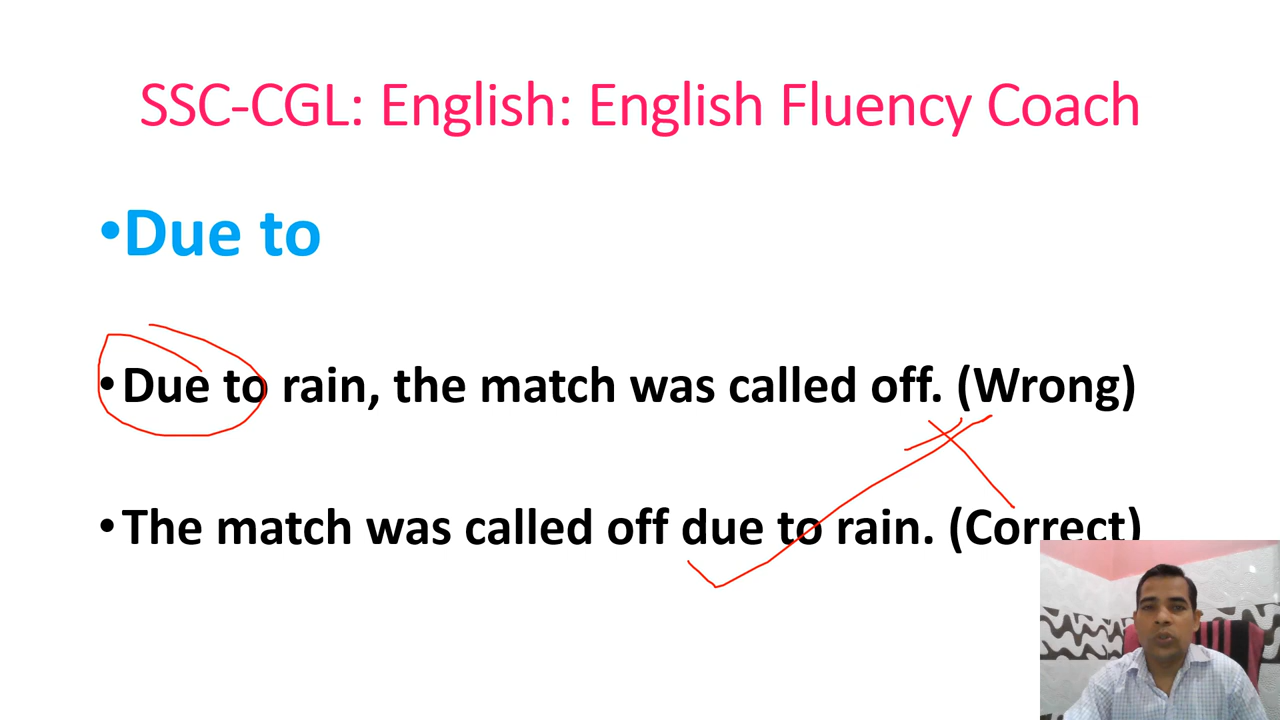 SSC-CGL: English: English Fluency Coach
•Due to
•Due to rain, the match was called off. (Wrong)
•The match was called off due to rain. (Correct)